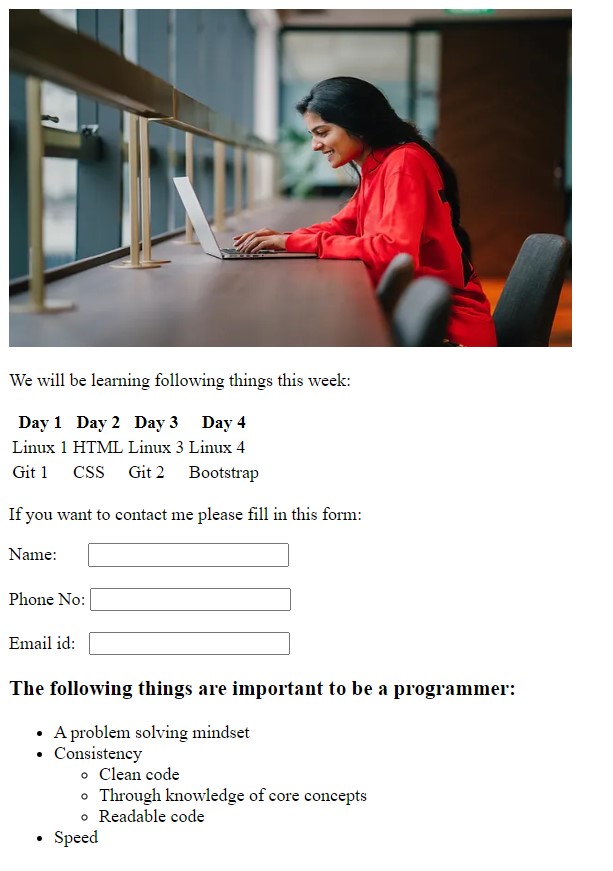 We will be learning following things this week:
Day 1 Day 2 Day 3 Day 4
Linux 1 HTML Linux 3 Linux 4
Git 1 CSS Git 2 Bootstrap
If you want to contact me please fill in this form:
Name:
Phone No:
Email id:
The following things are important to be a programmer:
A problem solving mindset
Consistency
Clean code
Through knowledge of core concepts
Readable code
Speed